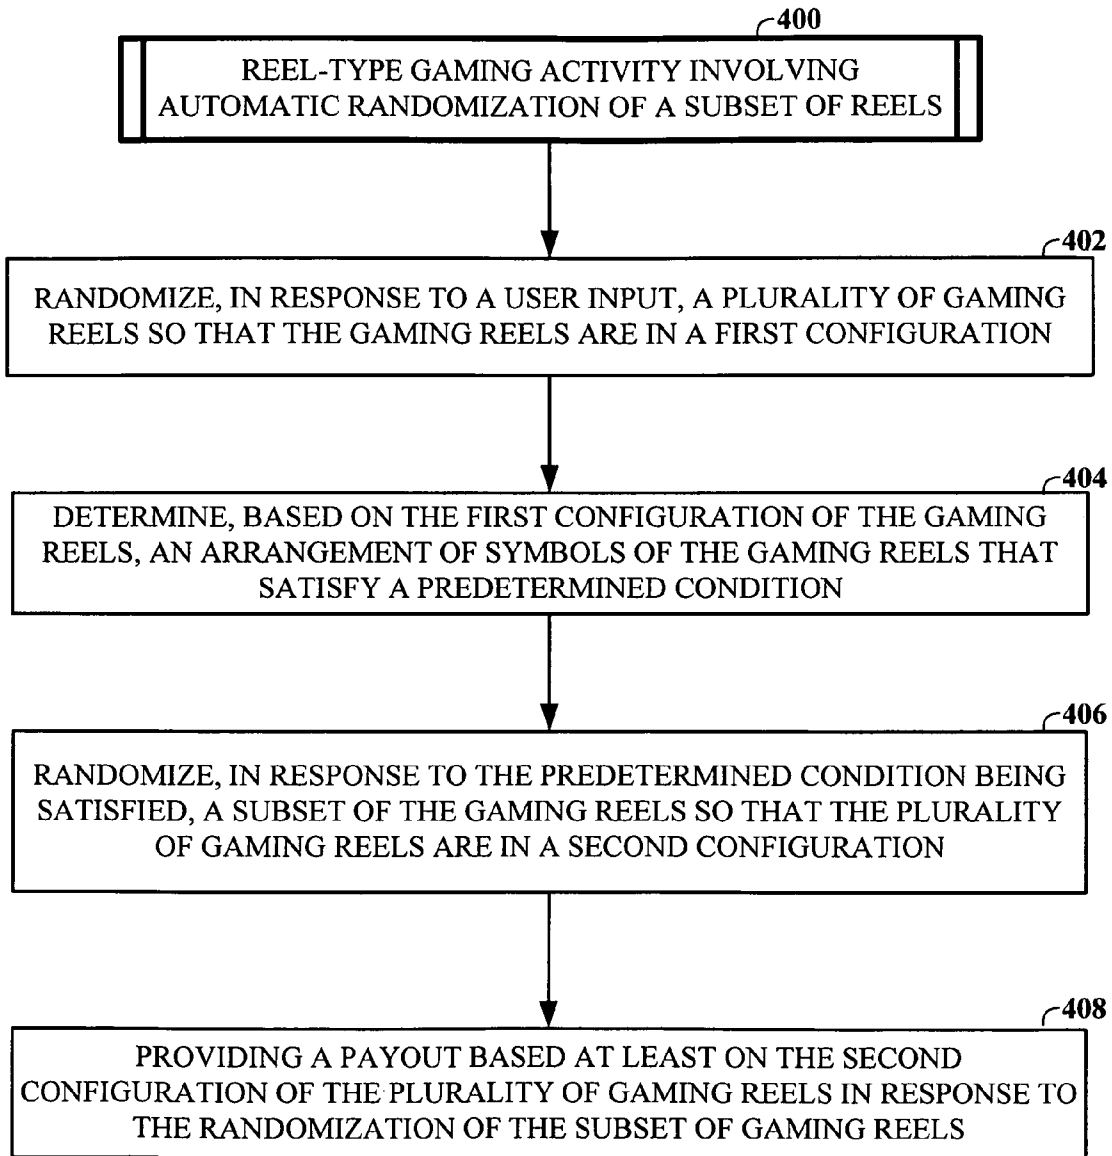 400
REEL-TYPE GAMING ACTIVITY INVOLVING
AUTOMATIC RANDOMIZATION OF A SUBSET OF REELS
402
RANDOMIZE, IN RESPONSE TO A USER INPUT, A PLURALITY OF GAMING
REELS SO THAT THE GAMING REELS ARE IN A FIRST CONFIGURATION
404
DETERMINE, BASED ON THE FIRST CONFIGURATION OF THE GAMING
REELS, AN ARRANGEMENT OF SYMBOLS OF THE GAMING REELS THAT
SATISFY A PREDETERMINED CONDITION
406
RANDOMIZE, IN RESPONSE TO THE PREDETERMINED CONDITION BEING
SATISFIED, A SUBSET OF THE GAMING REELS SO THAT THE PLURALITY
OF GAMING REELS ARE IN A SECOND CONFIGURATION
408
PROVIDING A PAYOUT BASED AT LEAST ON THE SECOND
CONFIGURATION OF THE PLURALITY OF GAMING REELS IN RESPONSE TO
THE RANDOMIZATION OF THE SUBSET OF GAMING REELS